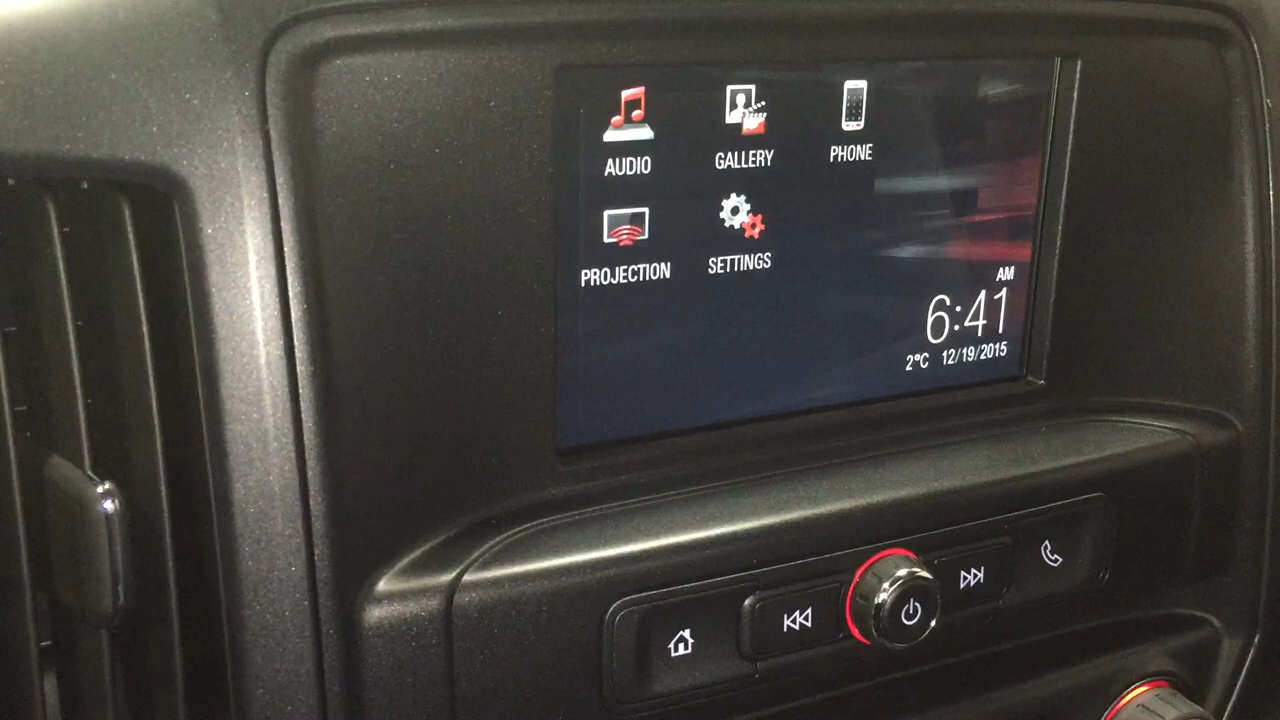 AUDIO
GALLERY
PHONE
PROJECTION
SETTINGS
AM
6:41
2°C 12/19/2015